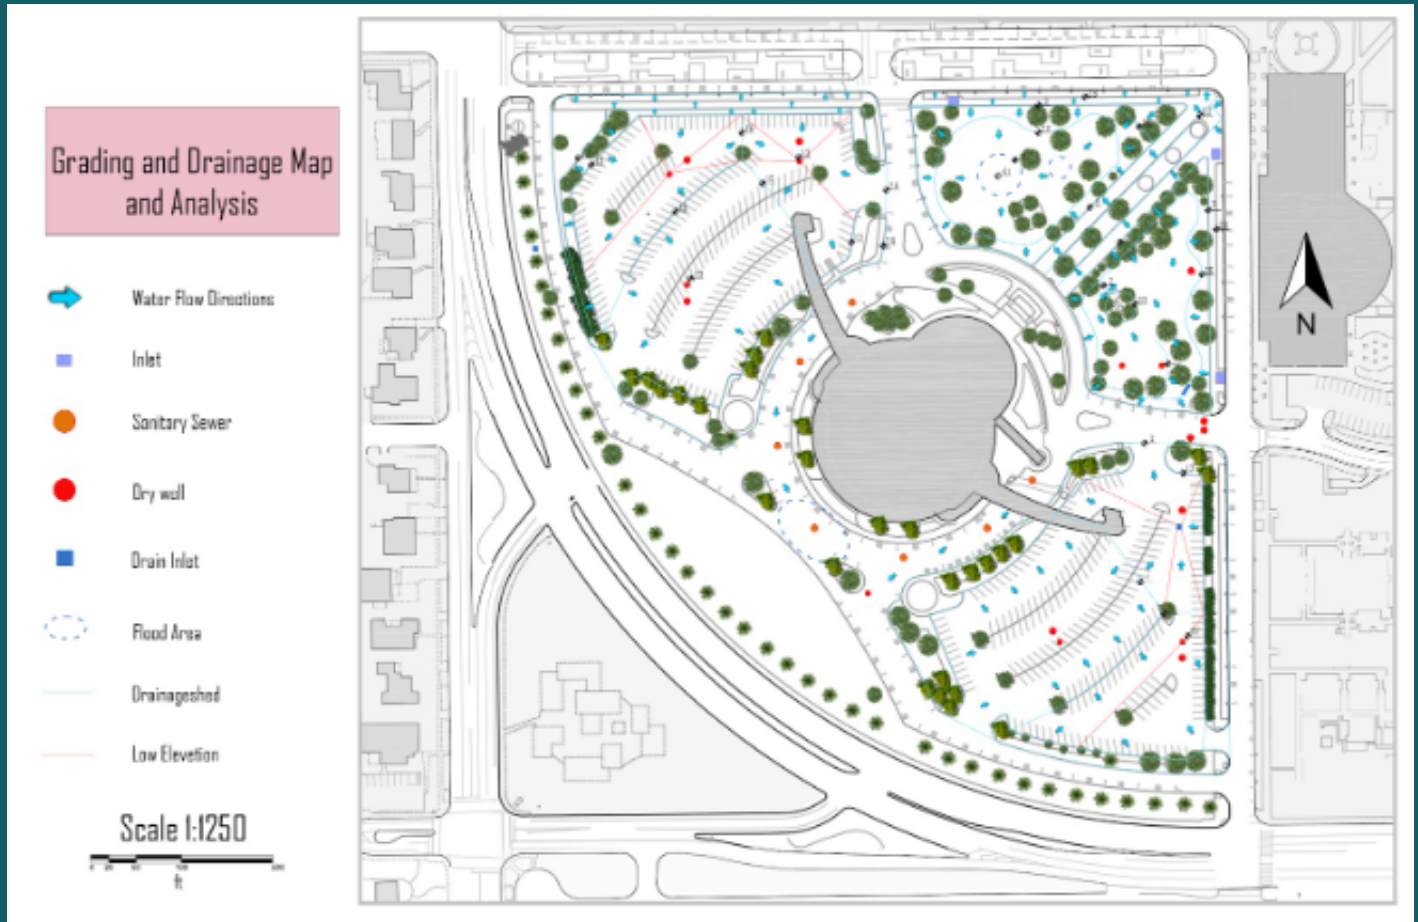 Grading and Drainage Map
and Analysis
Water Flow Directions
Inlet
Sanitary Sewer
Dry well
Drain Inlet
Flood Area
Drainageshed
Low Elevetion
Scale 1:1250
ft
N